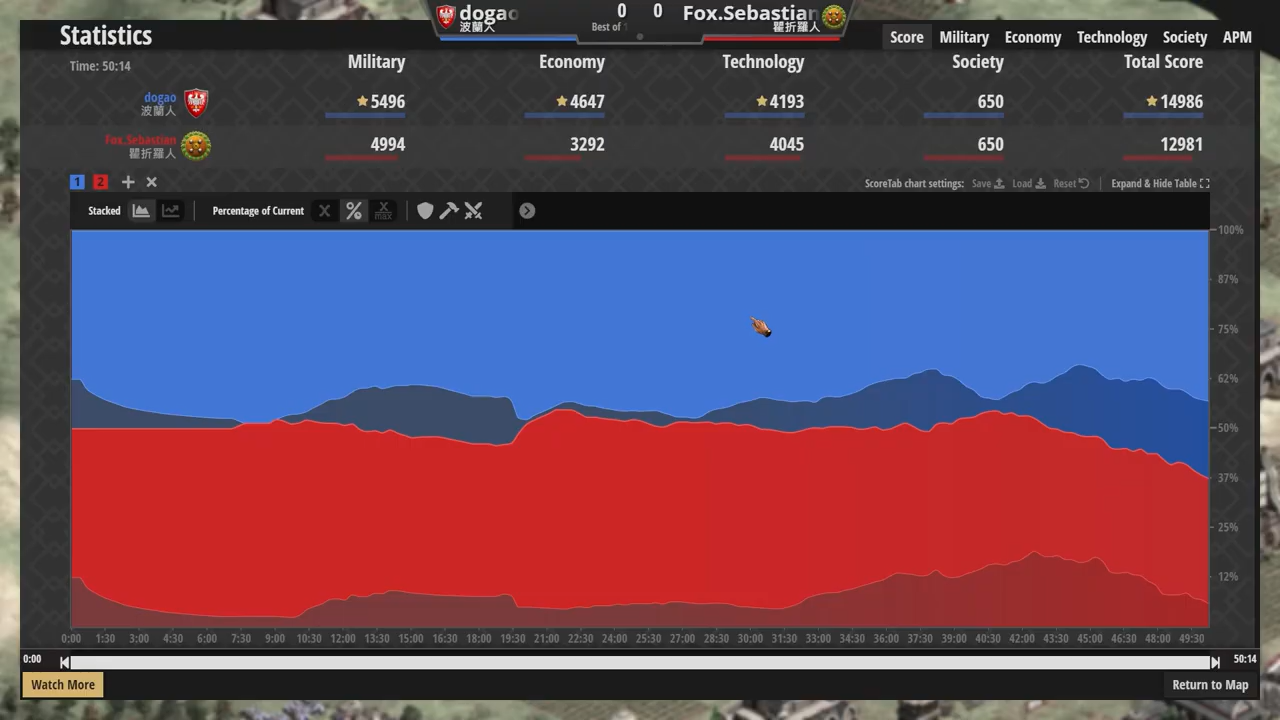 dogao
波蘭人
0 0
Best of 1
Fox.Sebastian
瞿折羅人
Statistics
Score Military Economy Technology Society APM
Time: 50:14
Military Economy Technology Society Total Score
dogao
波蘭人
5496 4647 4193 650 14986
Fox.Sebastian
瞿折羅人
4994 3292 4045 650 12981
1 2 + ×
ScoreTab chart settings: Save Load Reset Expand & Hide Table
Stacked Percentage of Current X % X max
100%
87%
75%
62%
50%
37%
25%
12%
0:00 1:30 3:00 4:30 6:00 7:30 9:00 10:30 12:00 13:30 15:00 16:30 18:00 19:30 21:00 22:30 24:00 25:30 27:00 28:30 30:00 31:30 33:00 34:30 36:00 37:30 39:00 40:30 42:00 43:30 45:00 46:30 48:00 49:30
0:00 50:14
Watch More Return to Map